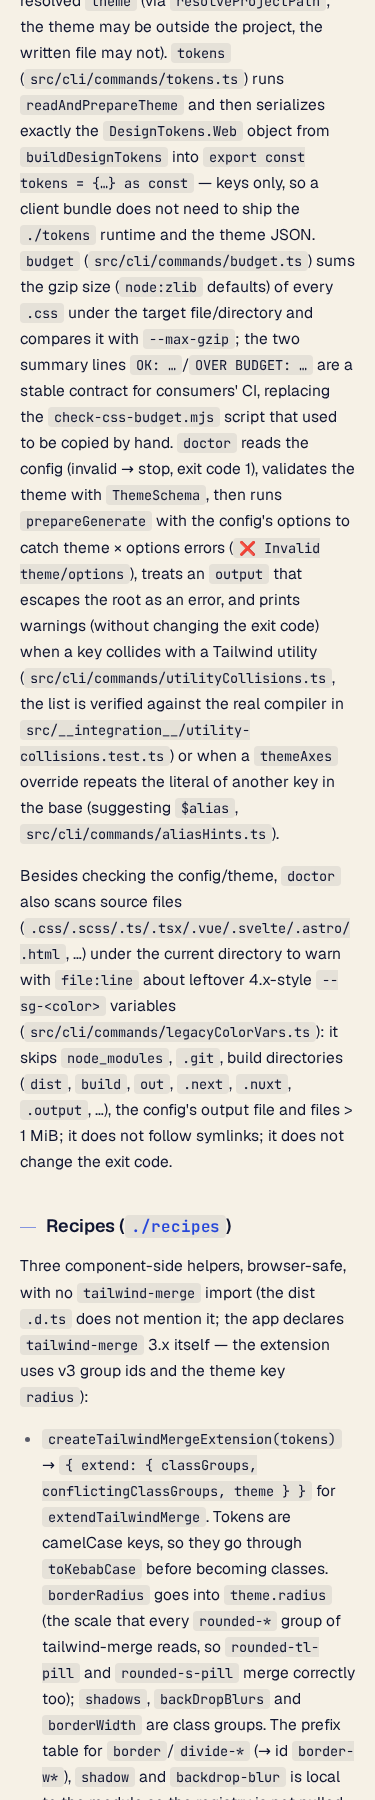 resolved theme (via resolveProjectPath,
the theme may be outside the project, the
written file may not). tokens
(src/cli/commands/tokens.ts) runs
readAndPrepareTheme and then serializes
exactly the DesignTokens.Web object from
buildDesignTokens into export const
tokens = {…} as const — keys only, so a
client bundle does not need to ship the
./tokens runtime and the theme JSON.
budget (src/cli/commands/budget.ts) sums
the gzip size (node:zlib defaults) of every
.css under the target file/directory and
compares it with --max-gzip; the two
summary lines OK: …/OVER BUDGET: … are a
stable contract for consumers' CI, replacing
the check-css-budget.mjs script that used
to be copied by hand. doctor reads the
config (invalid → stop, exit code 1), validates the
theme with ThemeSchema, then runs
prepareGenerate with the config's options to
catch theme × options errors (❌ Invalid
theme/options), treats an output that
escapes the root as an error, and prints
warnings (without changing the exit code)
when a key collides with a Tailwind utility
(src/cli/commands/utilityCollisions.ts,
the list is verified against the real compiler in
src/__integration__/utility-
collisions.test.ts) or when a themeAxes
override repeats the literal of another key in
the base (suggesting $alias,
src/cli/commands/aliasHints.ts).
Besides checking the config/theme, doctor
also scans source files
(.css/.scss/.ts/.tsx/.vue/.svelte/.astro/
.html, …) under the current directory to warn
with file:line about leftover 4.x-style --
sg-<color> variables
(src/cli/commands/legacyColorVars.ts): it
skips node_modules, .git, build directories
(dist, build, out, .next, .nuxt,
.output, …), the config's output file and files >
1 MiB; it does not follow symlinks; it does not
change the exit code.
— Recipes (./recipes)
Three component-side helpers, browser-safe,
with no tailwind-merge import (the dist
.d.ts does not mention it; the app declares
tailwind-merge 3.x itself — the extension
uses v3 group ids and the theme key
radius):
• createTailwindMergeExtension(tokens)
→ { extend: { classGroups,
conflictingClassGroups, theme } } for
extendTailwindMerge. Tokens are
camelCase keys, so they go through
toKebabCase before becoming classes.
borderRadius goes into theme.radius
(the scale that every rounded-* group of
tailwind-merge reads, so rounded-tl-
pill and rounded-s-pill merge correctly
too); shadows, backDropBlurs and
borderWidth are class groups. The prefix
table for border/divide-* (→ id border-
w*), shadow and backdrop-blur is local